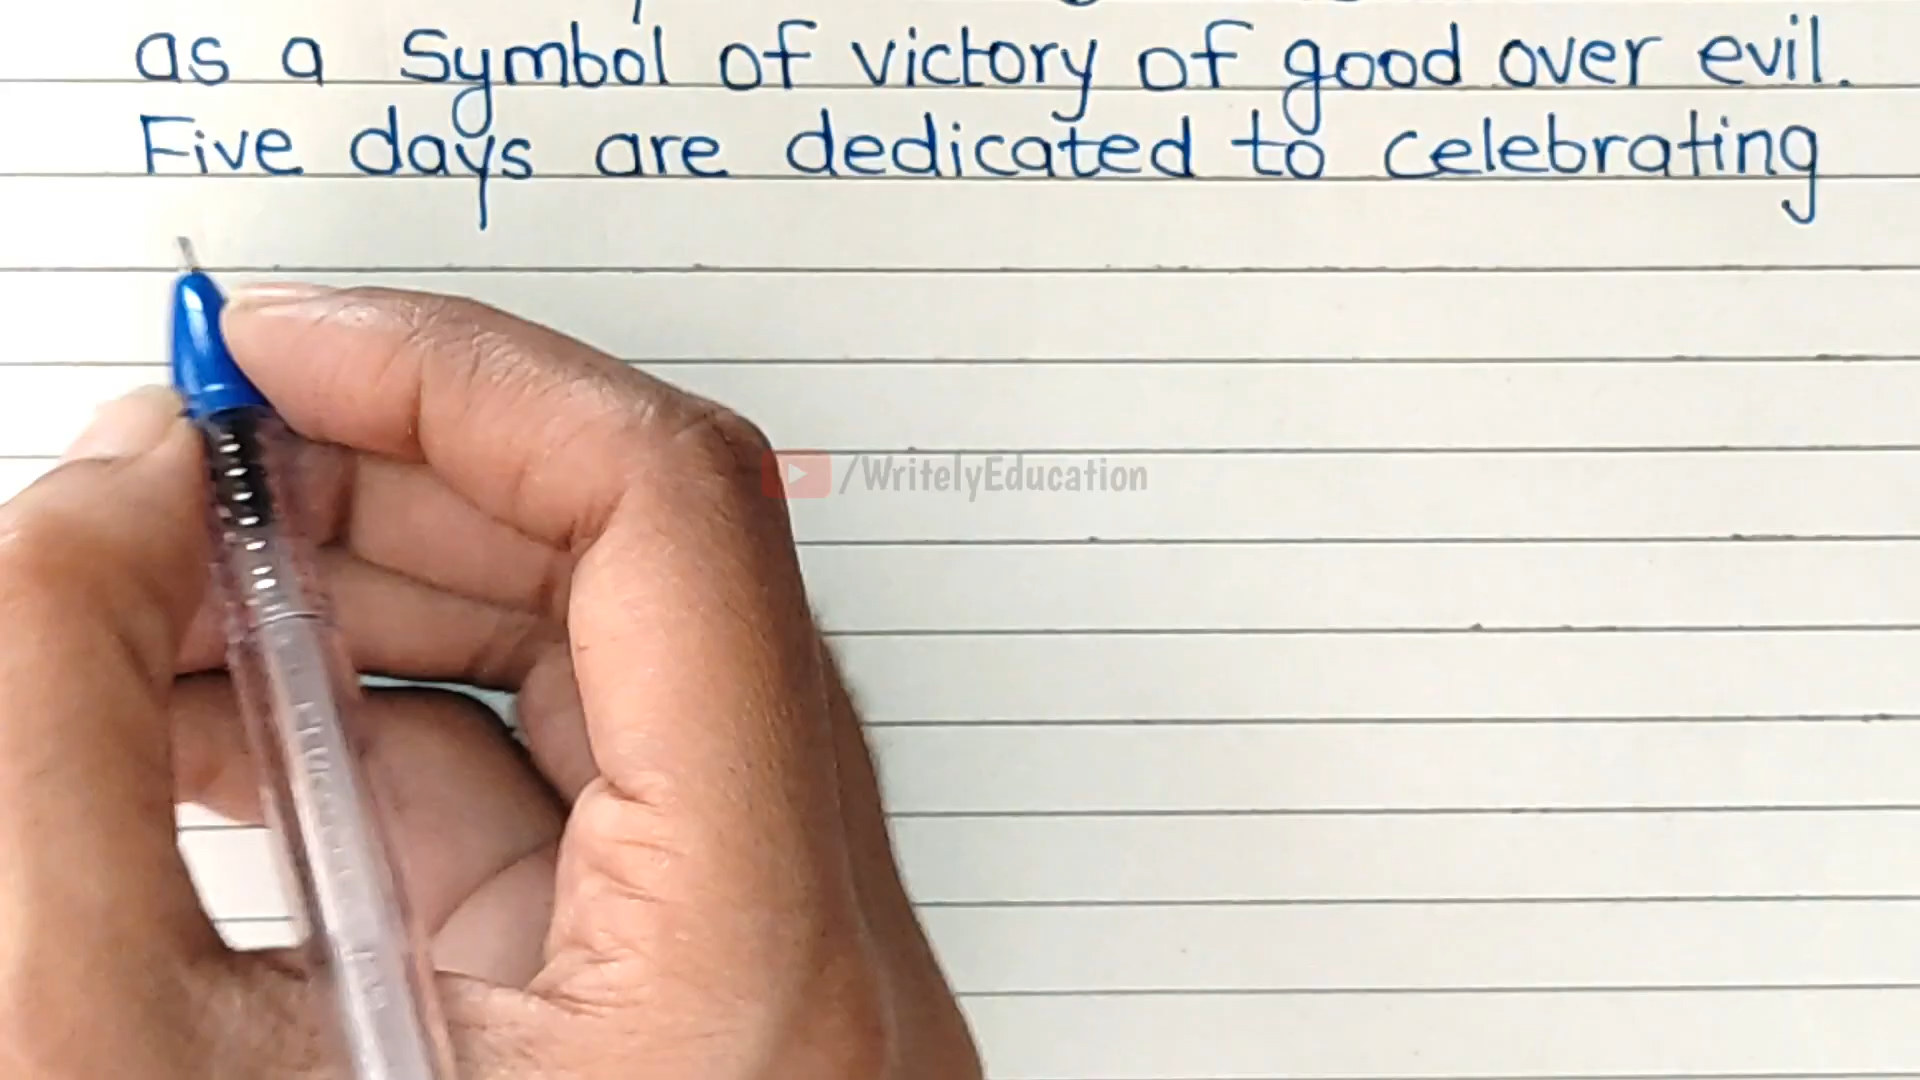 as a symbol of victory of good over evil.
Five days are dedicated to celebrating
/WritelyEducation